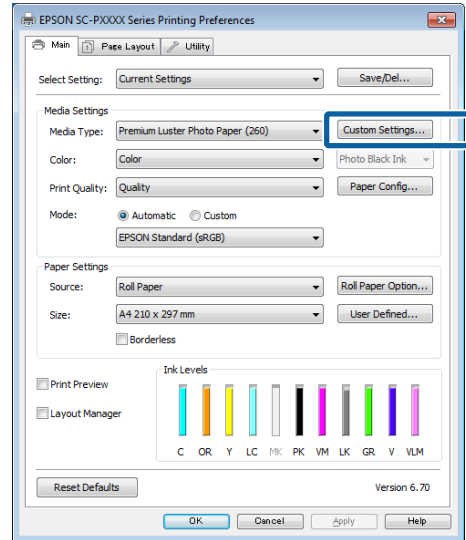 EPSON SC-PXXXX Series Printing Preferences
Main Page Layout Utility
Select Setting: Current Settings Save/Del...
Media Settings
Media Type: Premium Luster Photo Paper (260) Custom Settings...
Color: Color Photo Black Ink
Print Quality: Quality Paper Config...
Mode: Automatic Custom
EPSON Standard (sRGB)
Paper Settings
Source: Roll Paper Roll Paper Option...
Size: A4 210 x 297 mm User Defined...
Borderless
Ink Levels
Print Preview
Layout Manager
C OR Y LC MK PK VM LK GR V VLM
Reset Defaults Version 6.70
OK Cancel Apply Help